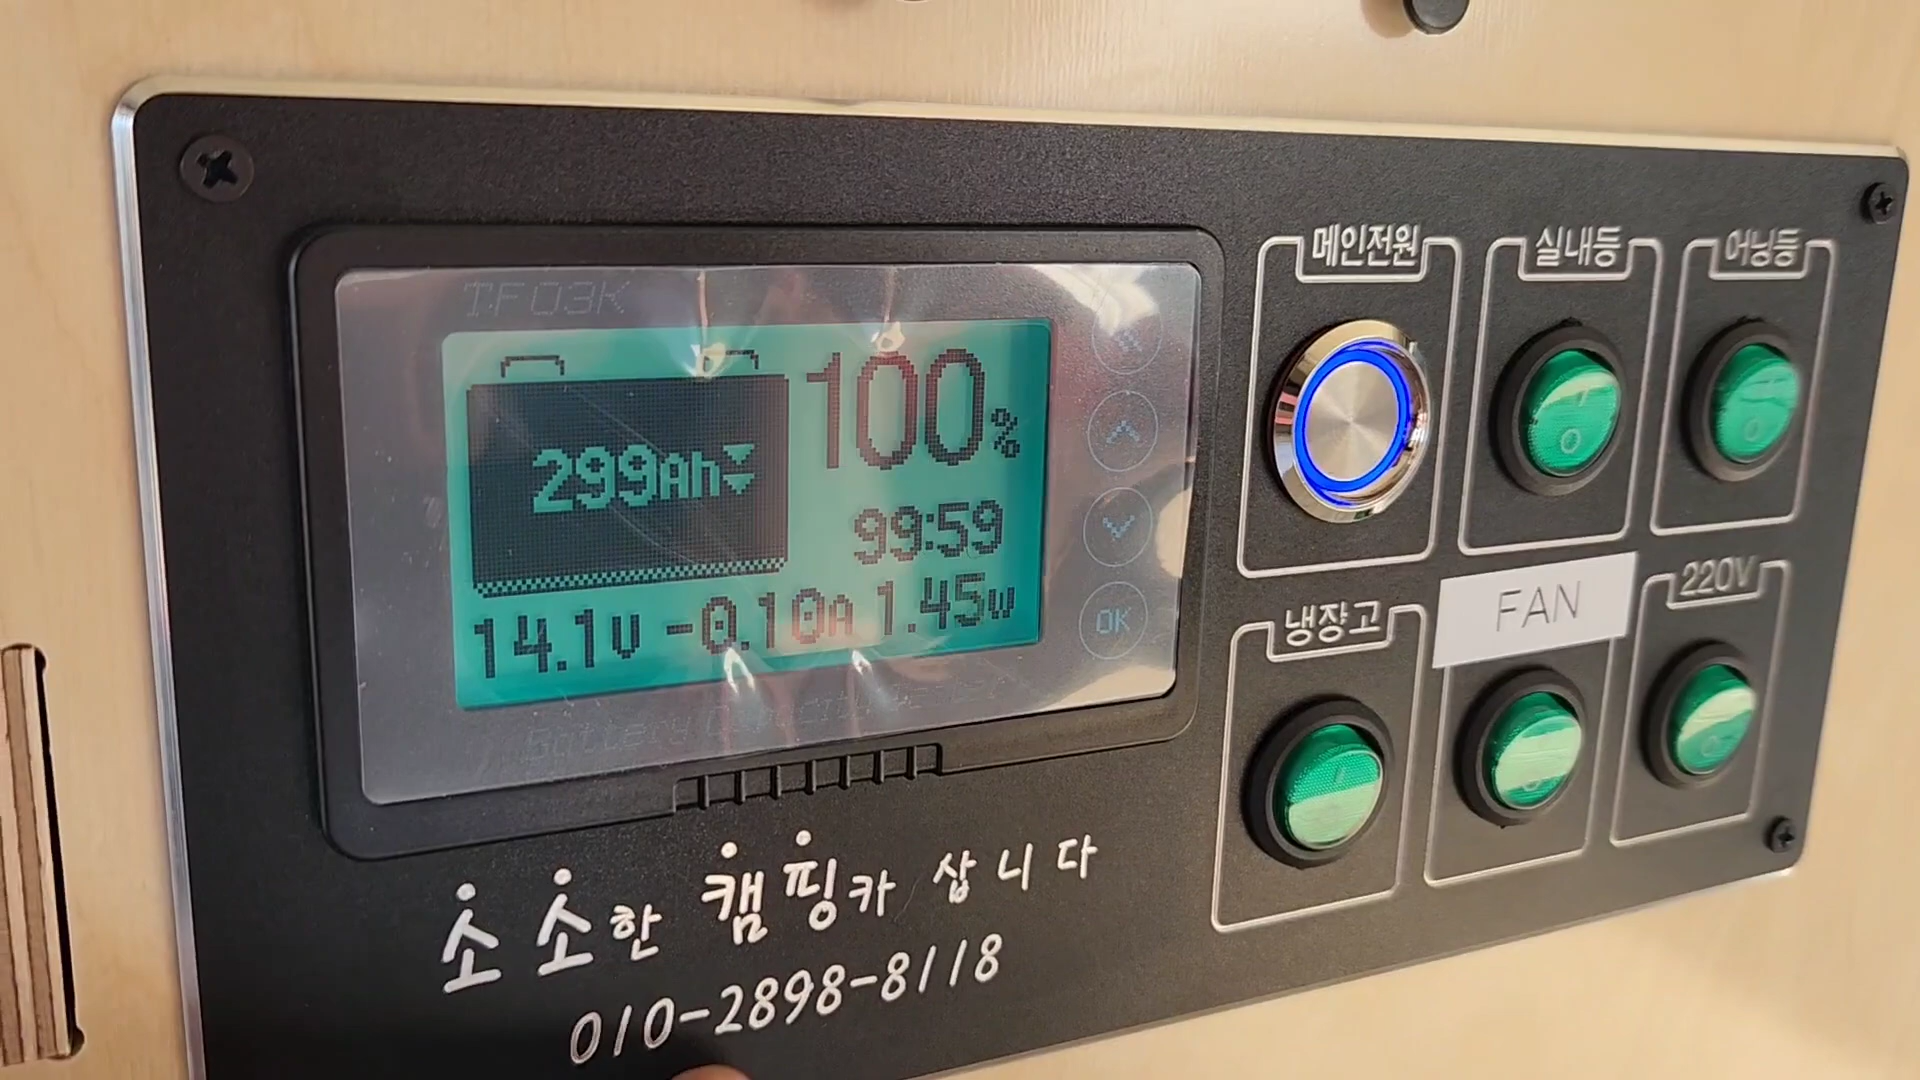 TF03K
100%
299Ah
99:59
14.1V -0.10A 1.45W
OK
메인전원
실내등
어닝등
냉장고
FAN
220V
소소한 캠핑카 삽니다
010-2898-8118